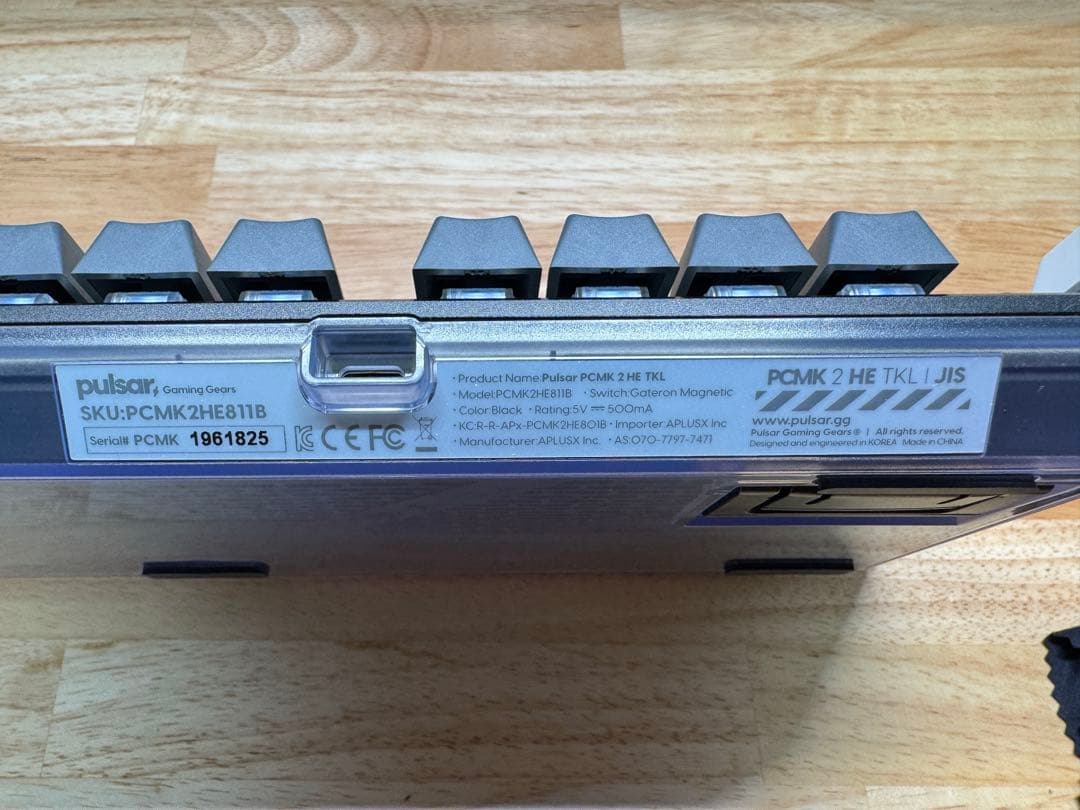 pulsar, Gaming Gears
SKU:PCMK2HE811B
Serial# PCMK 1961825
CE FC
· Product Name:Pulsar PCMK 2 HE TKL
· Model:PCMK2HE811B · Switch:Gateron Magnetic
· Color:Black · Rating:5V ⎓ 500mA
· KC:R-R-APx-PCMK2HE801B · Importer:APLUSX Inc
· Manufacturer:APLUSX Inc. · AS:070-7797-7471
PCMK 2 HE TKL | JIS
www.pulsar.gg
Pulsar Gaming Gears® | All rights reserved.
Designed and engineered in KOREA Made in CHINA